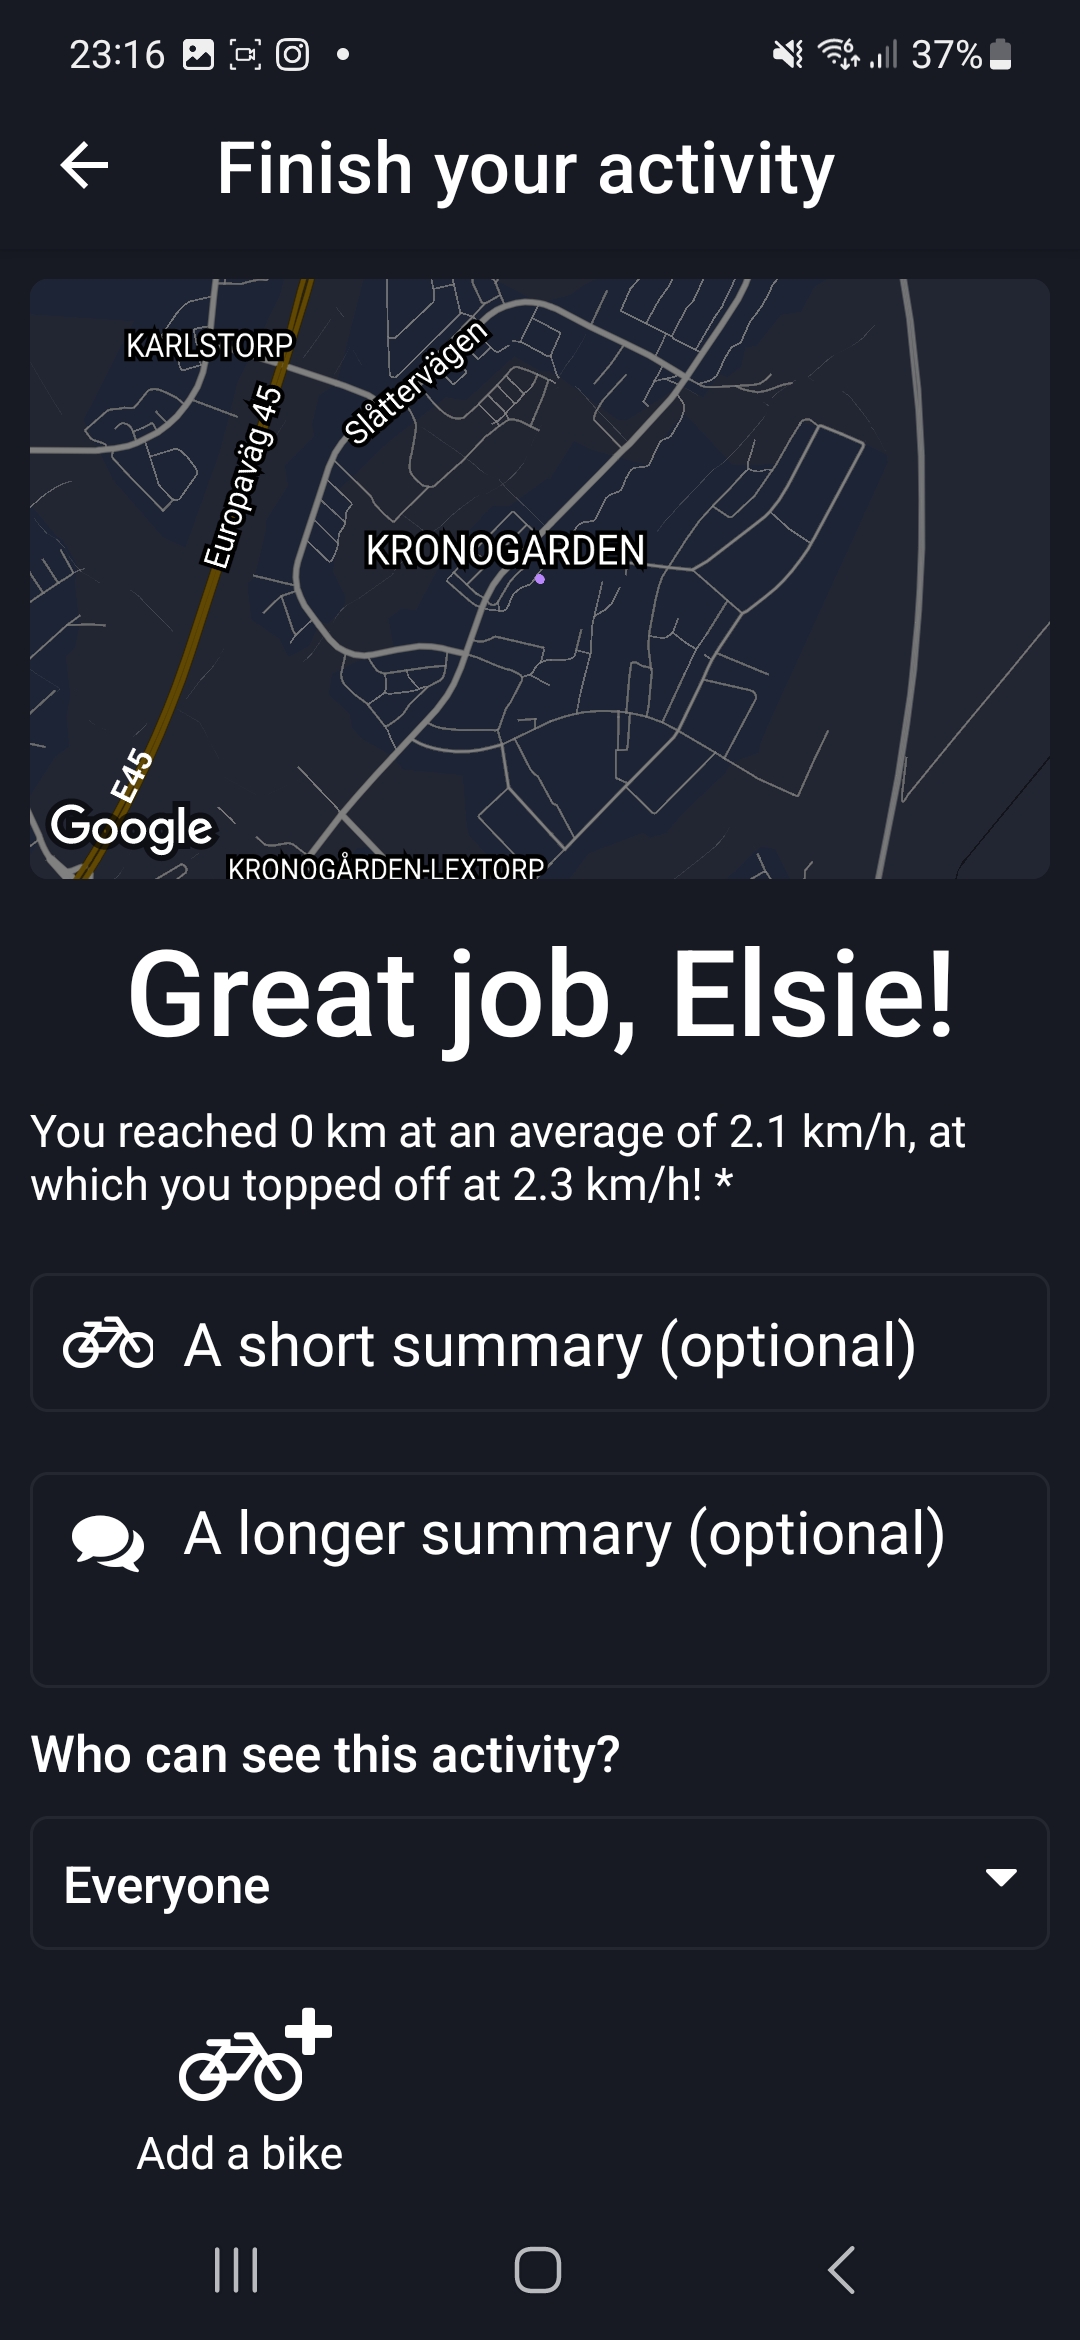 23:16
37%
Finish your activity
KARLSTORP
Slåttervägen
Europaväg 45
KRONOGÅRDEN
E45
Google
KRONOGÅRDEN-LEXTORP
Great job, Elsie!
You reached 0 km at an average of 2.1 km/h, at
which you topped off at 2.3 km/h! *
A short summary (optional)
A longer summary (optional)
Who can see this activity?
Everyone
Add a bike